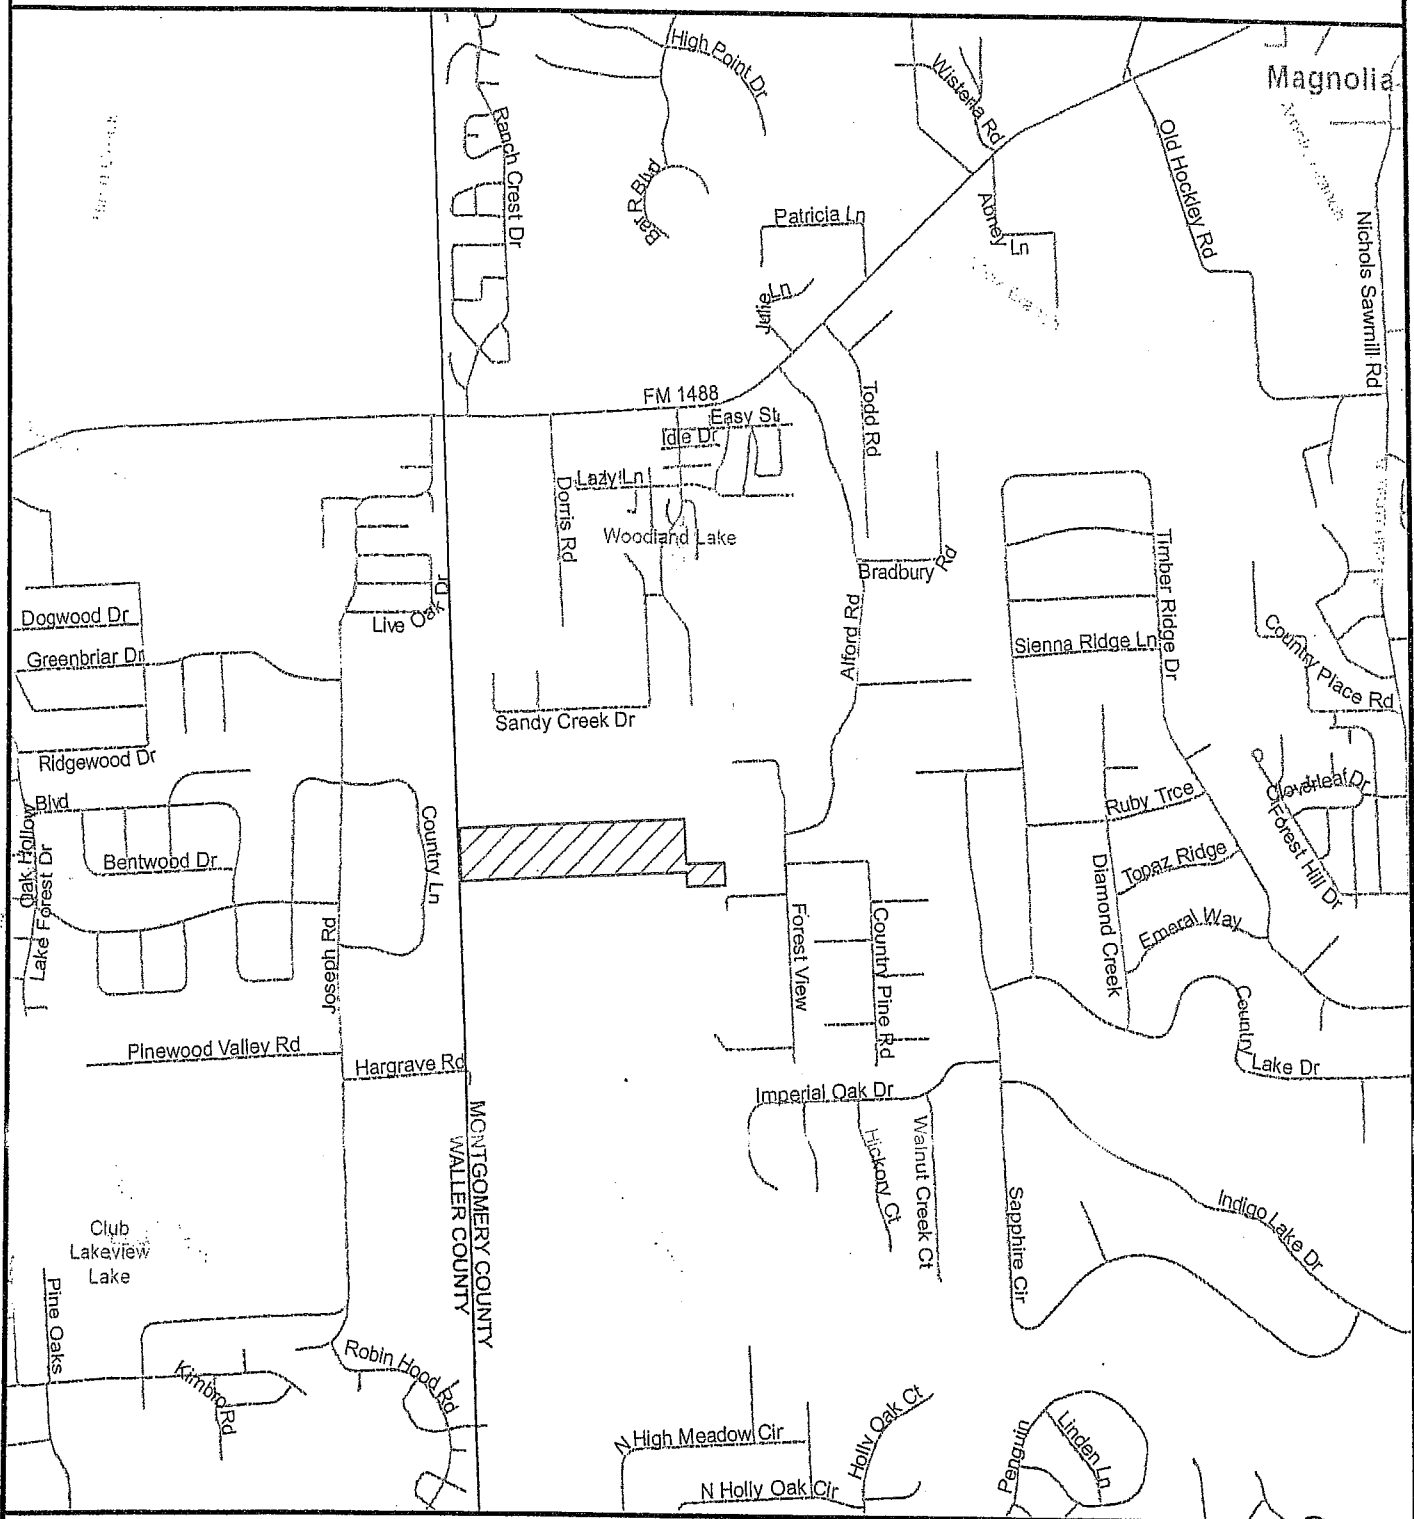 High Point Dr
Wisteria Rd
Magnolia
Ranch Crest Dr
Old Hockley Rd
Bar R Blvd
Patricia Ln
Abney Ln
Nichols Sawmill Rd
Julie Ln
FM 1488
Easy St
Idle Dr
Todd Rd
Lazy Ln
Dorris Rd
Woodland Lake
Bradbury Rd
Timber Ridge Dr
Dogwood Dr
Live Oak Dr
Greenbriar Dr
Alford Rd
Sienna Ridge Ln
Country Place Rd
Sandy Creek Dr
Ridgewood Dr
Oak Hollow Blvd
Country Ln
Ruby Trce
Cloverleaf Dr
Forest Hill Dr
Bentwood Dr
Lake Forest Dr
Topaz Ridge
Diamond Creek
Emeral Way
Joseph Rd
Forest View
Country Pine Rd
Country Lake Dr
Pinewood Valley Rd
Hargrave Rd
Imperial Oak Dr
MONTGOMERY COUNTY
WALLER COUNTY
Hickory Ct
Walnut Creek Ct
Sapphire Cir
Indigo Lake Dr
Club
Lakeview
Lake
Pine Oaks
Kimbro Rd
Robin Hood Rd
N High Meadow Cir
Holly Oak Ct
N Holly Oak Cir
Penguin
Linden Ln